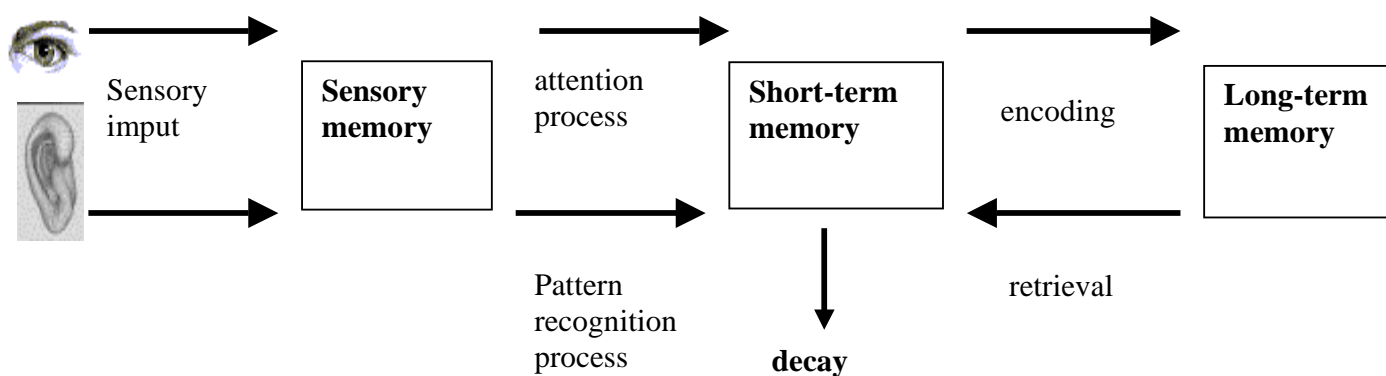 Sensory
imput
Sensory
memory
attention
process
Short-term
memory
encoding
Long-term
memory
Pattern
recognition
process
decay
retrieval